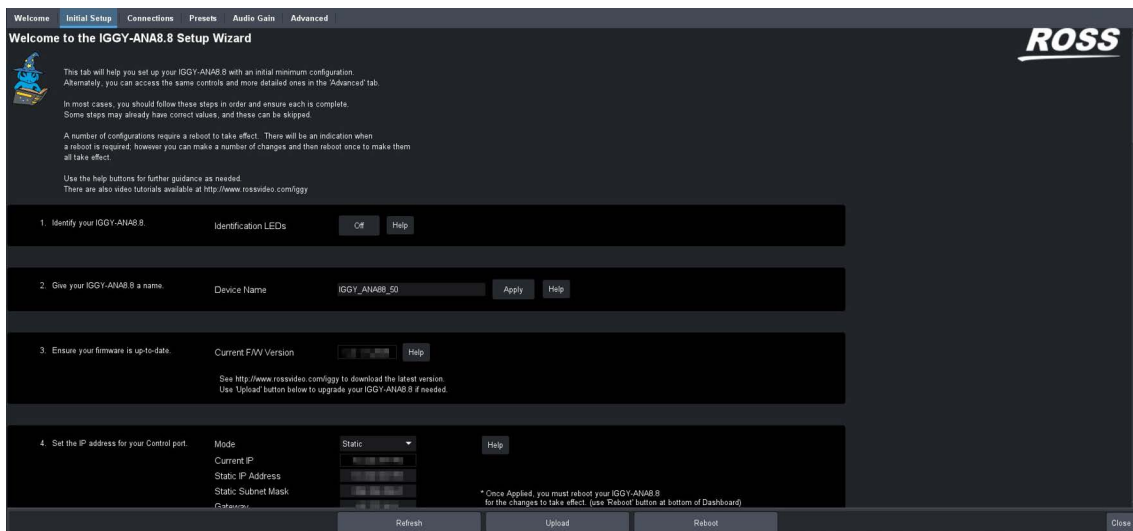 Welcome Initial Setup Connections Presets Audio Gain Advanced
Welcome to the IGGY-ANA8.8 Setup Wizard
ROSS
This tab will help you set up your IGGY-ANA8.8 with an initial minimum configuration.
Alternately, you can access the same controls and more detailed ones in the 'Advanced' tab.
In most cases, you should follow these steps in order and ensure each is complete.
Some steps may already have correct values, and these can be skipped.
A number of configurations require a reboot to take effect. There will be an indication when
a reboot is required; however you can make a number of changes and then reboot once to make them
all take effect.
Use the help buttons for further guidance as needed.
There are also video tutorials available at http://www.rossvideo.com/iggy
1. Identify your IGGY-ANA8.8. Identification LEDs Off Help
2. Give your IGGY-ANA8.8 a name. Device Name IGGY_ANA88_50 Apply Help
3. Ensure your firmware is up-to-date. Current F/W Version Help
See http://www.rossvideo.com/iggy to download the latest version.
Use 'Upload' button below to upgrade your IGGY-ANA8.8 if needed.
4. Set the IP address for your Control port. Mode Static Help
Current IP
Static IP Address
Static Subnet Mask
* Once Applied, you must reboot your IGGY-ANA8.8
Gateway
for the changes to take effect. (use 'Reboot' button at bottom of Dashboard)
Refresh Upload Reboot Close